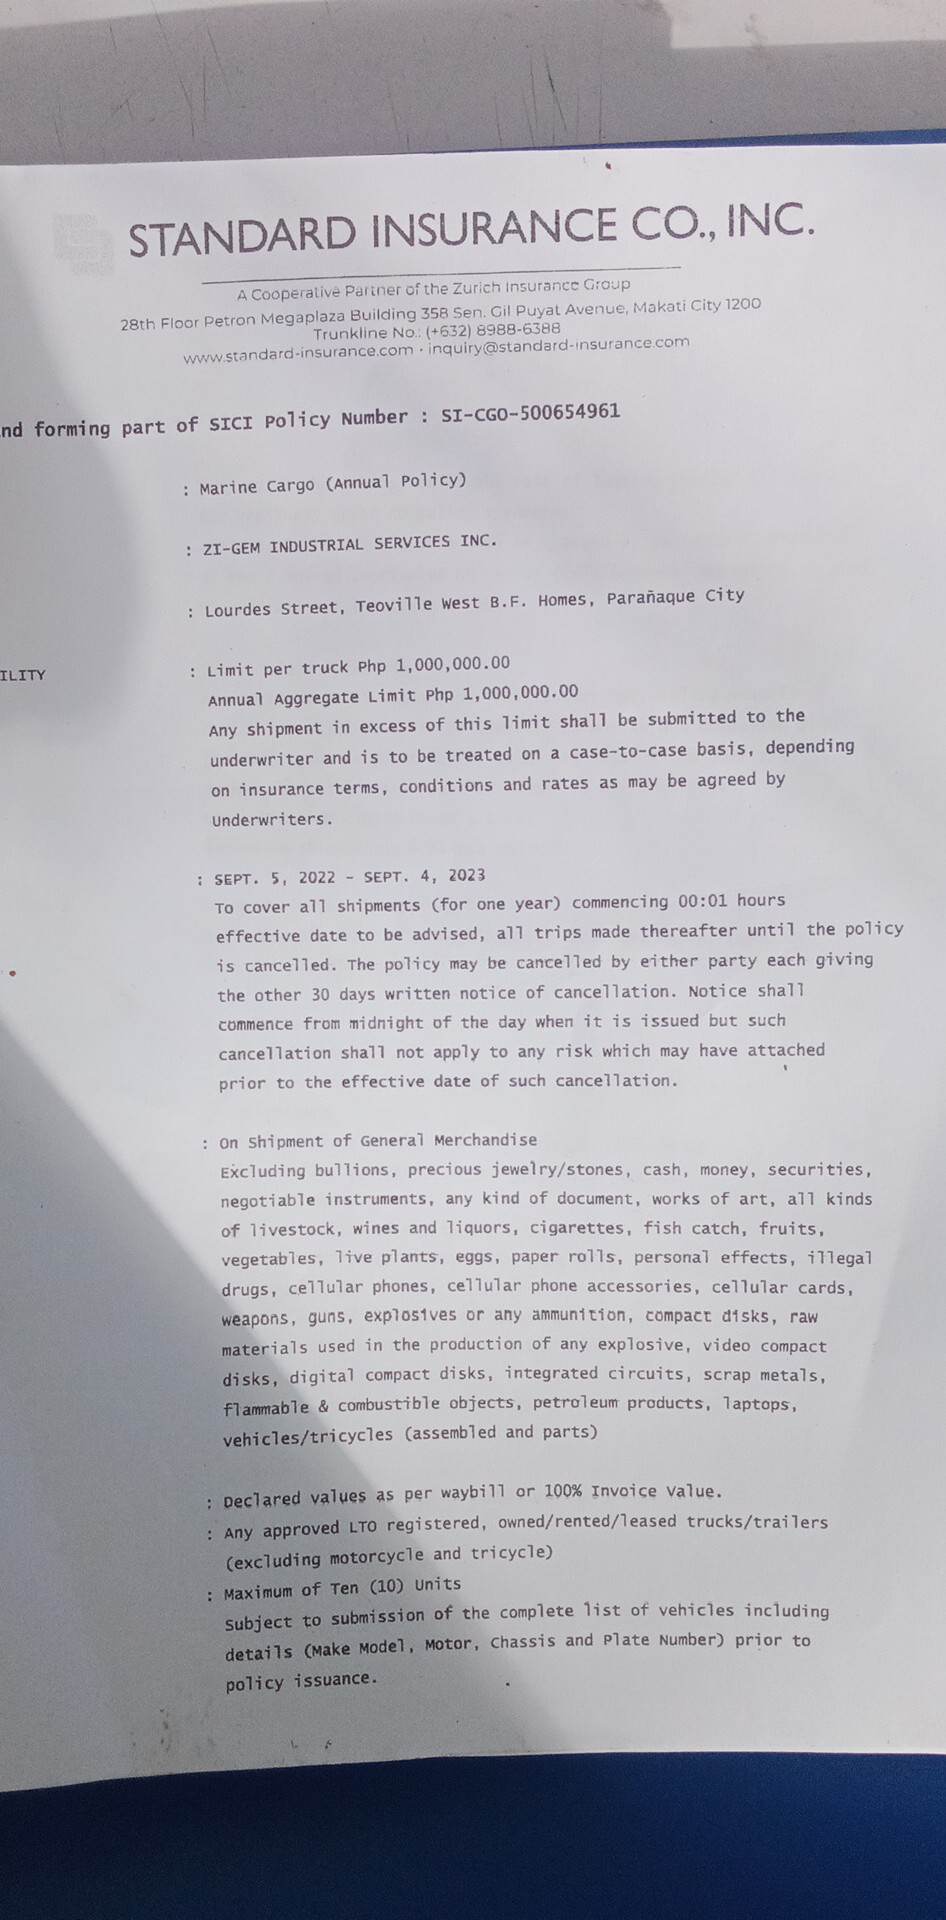 STANDARD INSURANCE CO., INC.
A Cooperative Partner of the Zurich Insurance Group
28th Floor Petron Megaplaza Building 358 Sen. Gil Puyat Avenue, Makati City 1200
Trunkline No.: (+632) 8988-6388
www.standard-insurance.com · inquiry@standard-insurance.com
nd forming part of SICI Policy Number : SI-CGO-500654961
: Marine Cargo (Annual Policy)
: ZI-GEM INDUSTRIAL SERVICES INC.
: Lourdes Street, Teoville West B.F. Homes, Parañaque City
ILITY : Limit per truck Php 1,000,000.00
Annual Aggregate Limit Php 1,000,000.00
Any shipment in excess of this limit shall be submitted to the
underwriter and is to be treated on a case-to-case basis, depending
on insurance terms, conditions and rates as may be agreed by
Underwriters.
: SEPT. 5, 2022 – SEPT. 4, 2023
To cover all shipments (for one year) commencing 00:01 hours
effective date to be advised, all trips made thereafter until the policy
is cancelled. The policy may be cancelled by either party each giving
the other 30 days written notice of cancellation. Notice shall
commence from midnight of the day when it is issued but such
cancellation shall not apply to any risk which may have attached
prior to the effective date of such cancellation.
: On Shipment of General Merchandise
Excluding bullions, precious jewelry/stones, cash, money, securities,
negotiable instruments, any kind of document, works of art, all kinds
of livestock, wines and liquors, cigarettes, fish catch, fruits,
vegetables, live plants, eggs, paper rolls, personal effects, illegal
drugs, cellular phones, cellular phone accessories, cellular cards,
weapons, guns, explosives or any ammunition, compact disks, raw
materials used in the production of any explosive, video compact
disks, digital compact disks, integrated circuits, scrap metals,
flammable & combustible objects, petroleum products, laptops,
vehicles/tricycles (assembled and parts)
: Declared values as per waybill or 100% Invoice Value.
: Any approved LTO registered, owned/rented/leased trucks/trailers
(excluding motorcycle and tricycle)
: Maximum of Ten (10) Units
Subject to submission of the complete list of vehicles including
details (Make Model, Motor, Chassis and Plate Number) prior to
policy issuance.